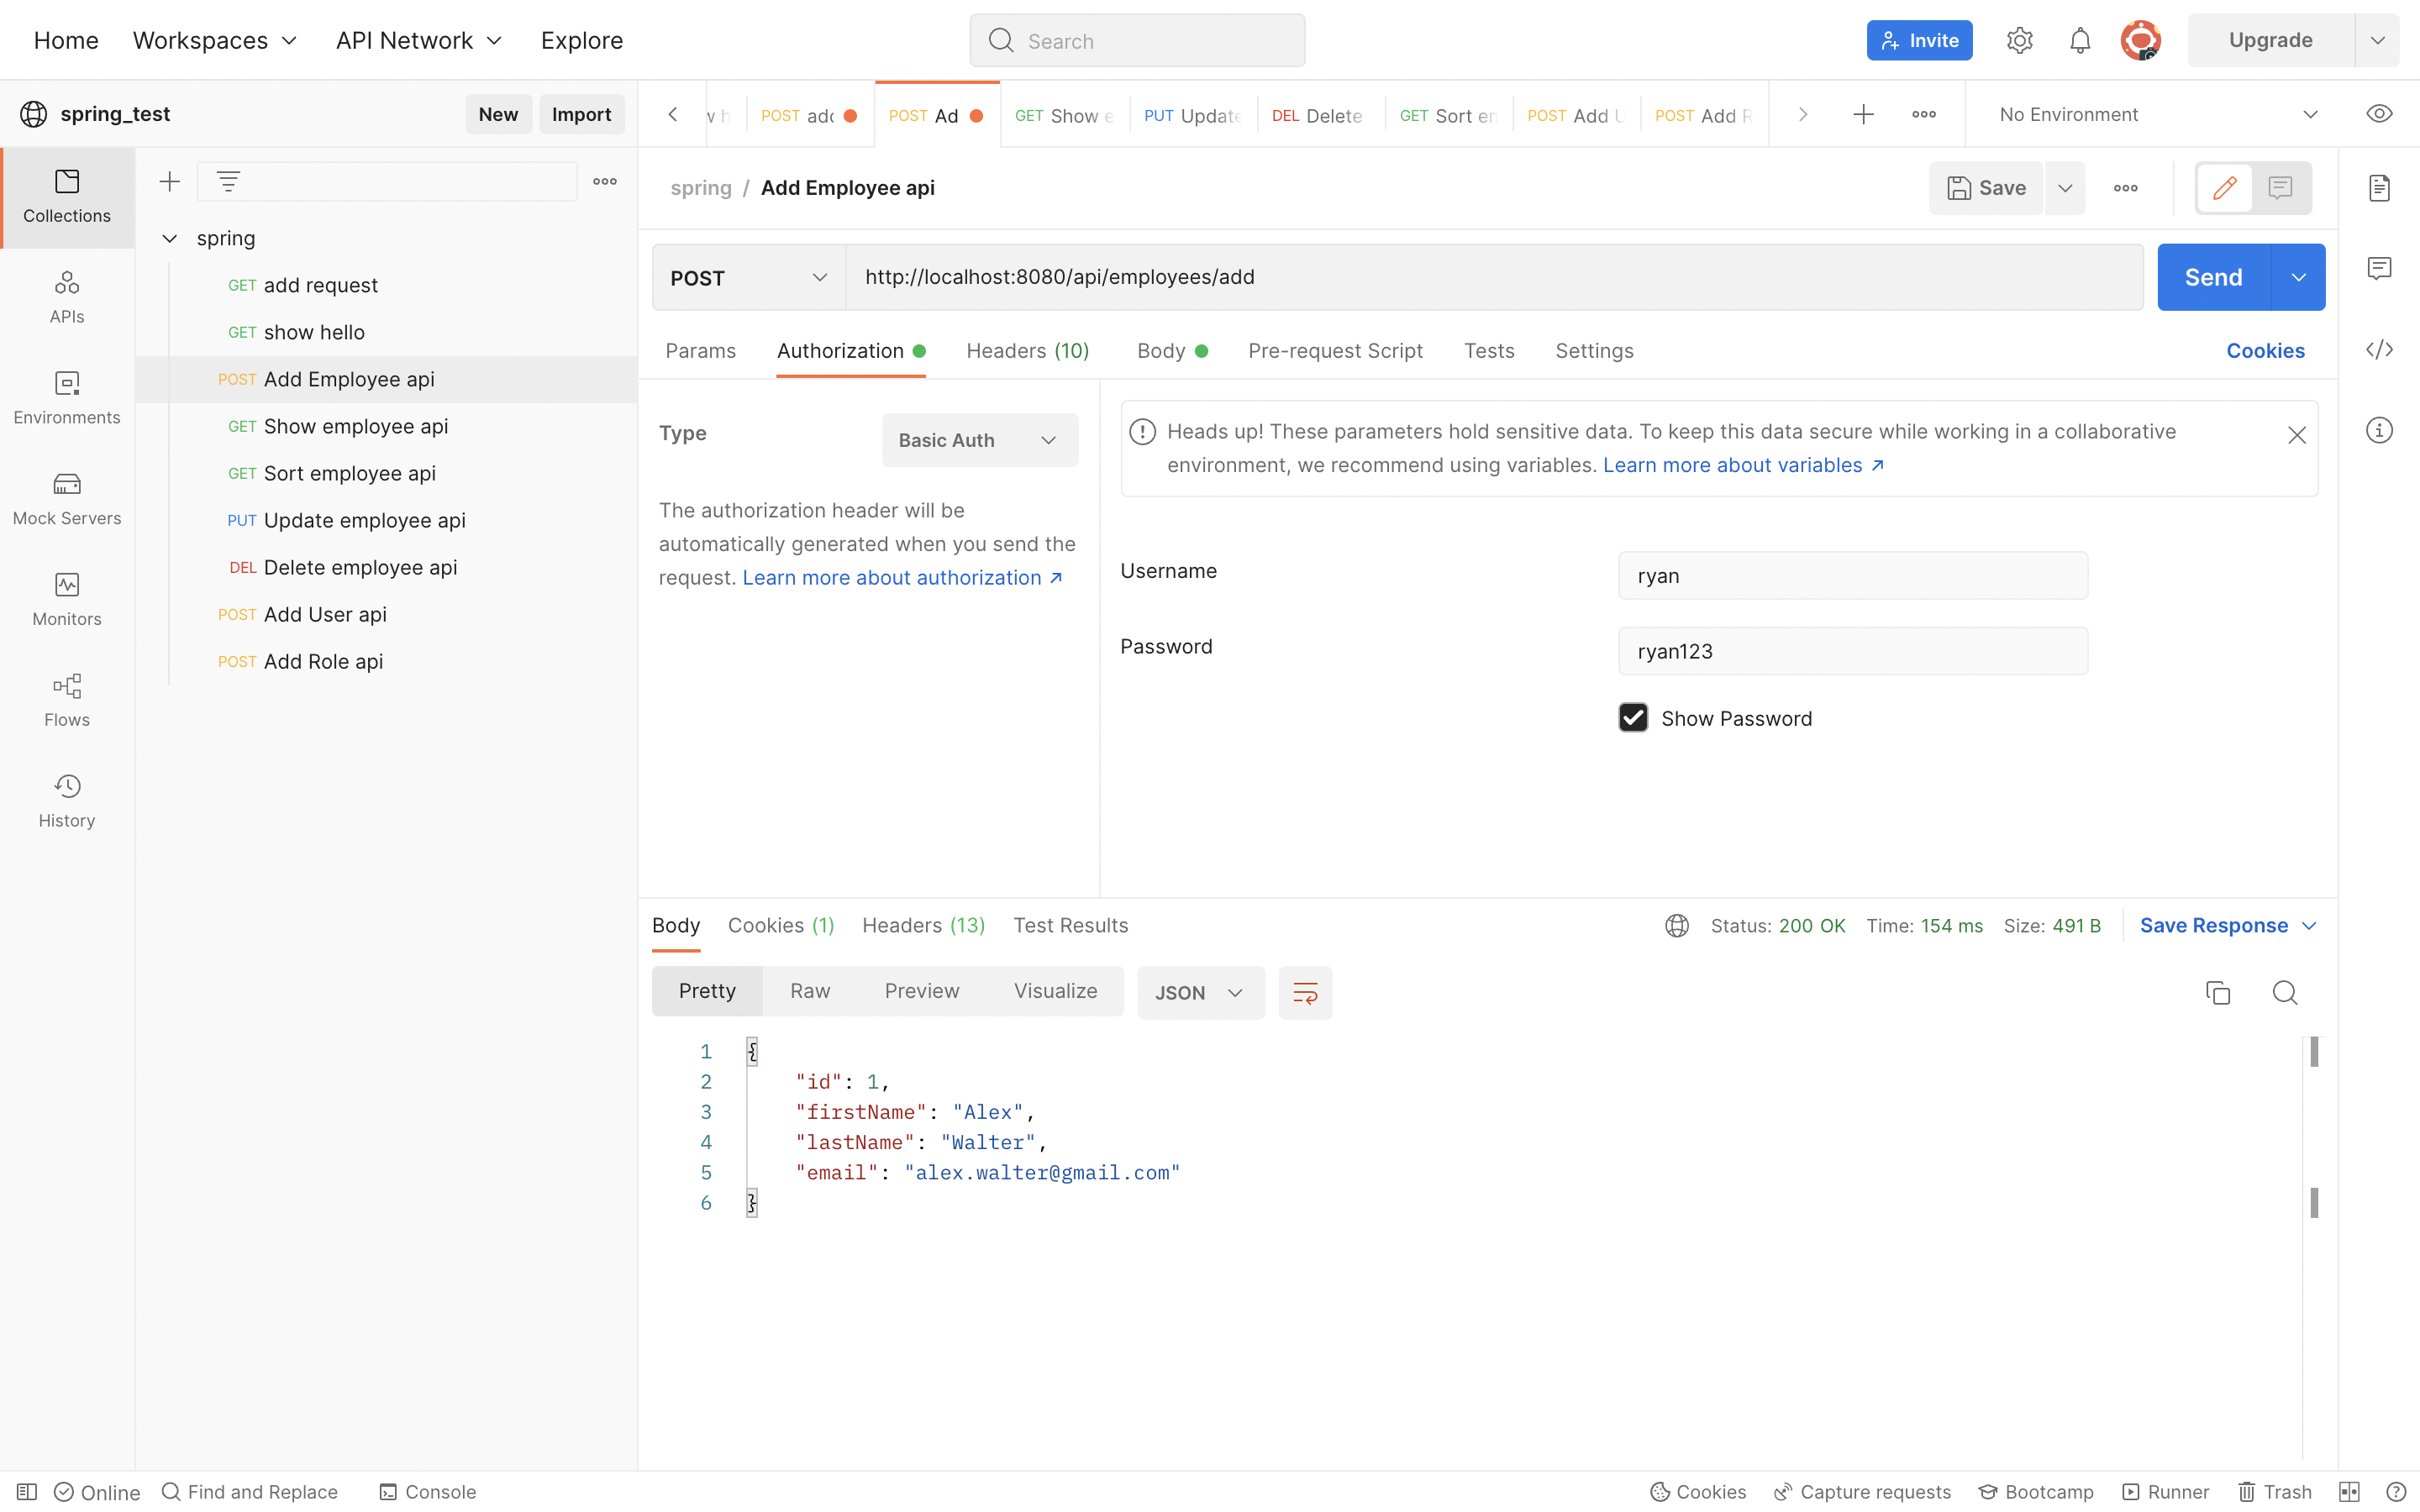 Home Workspaces API Network Explore Search Invite Upgrade
spring_test New Import
POST Ad GET Show PUT Update DEL Delete GET Sort POST Add POST Add No Environment
Collections
APIs
Environments
Mock Servers
Monitors
Flows
History
spring
GET add request
GET show hello
POST Add Employee api
GET Show employee api
GET Sort employee api
PUT Update employee api
DEL Delete employee api
POST Add User api
POST Add Role api
spring / Add Employee api Save
POST http://localhost:8080/api/employees/add Send
Params Authorization Headers (10) Body Pre-request Script Tests Settings Cookies
Type Basic Auth
The authorization header will be
automatically generated when you send the
request. Learn more about authorization ↗
Heads up! These parameters hold sensitive data. To keep this data secure while working in a collaborative
environment, we recommend using variables. Learn more about variables ↗
Username ryan
Password ryan123
Show Password
Body Cookies (1) Headers (13) Test Results Status: 200 OK Time: 154 ms Size: 491 B Save Response
Pretty Raw Preview Visualize JSON
1 {
2 "id": 1,
3 "firstName": "Alex",
4 "lastName": "Walter",
5 "email": "alex.walter@gmail.com"
6 }
Online Find and Replace Console Cookies Capture requests Bootcamp Runner Trash